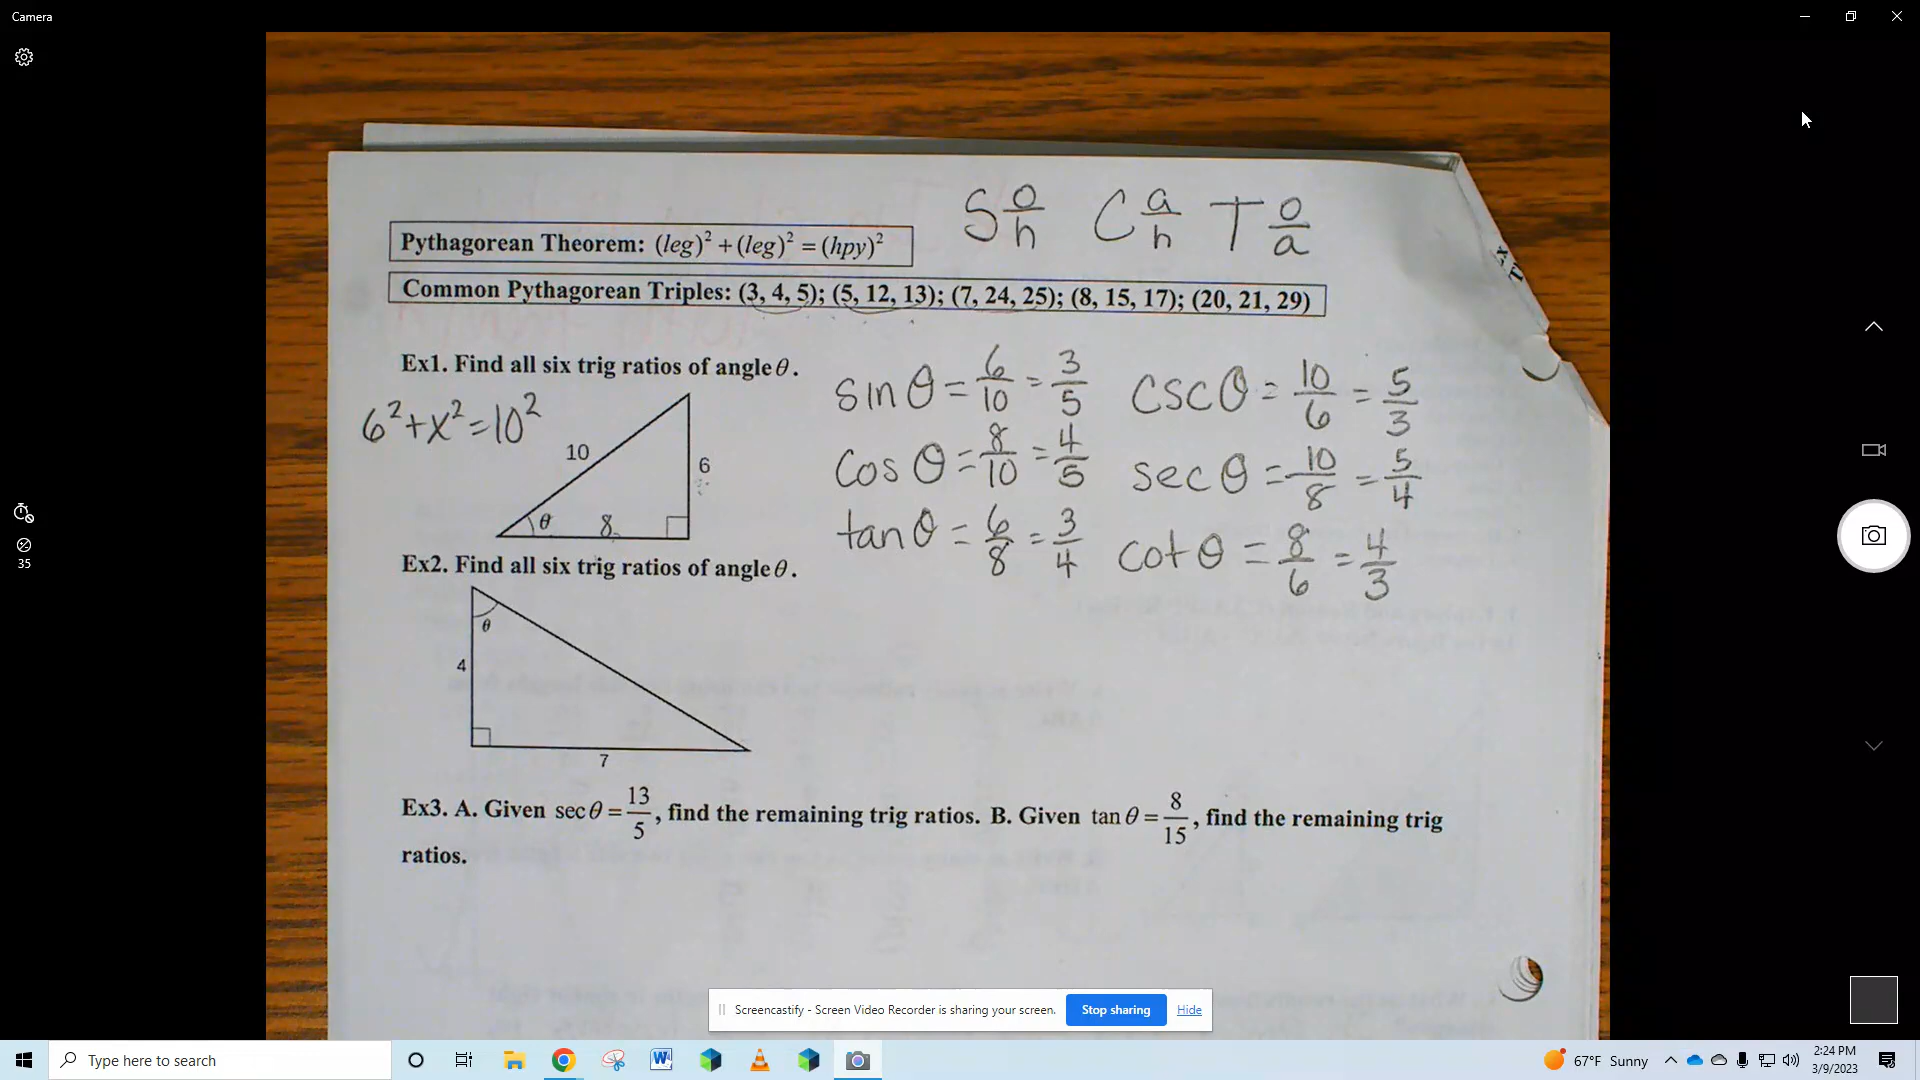 Camera
S o/h C a/h T o/a
Pythagorean Theorem: (leg)² + (leg)² = (hpy)²
Common Pythagorean Triples: (3, 4, 5); (5, 12, 13); (7, 24, 25); (8, 15, 17); (20, 21, 29)
Ex1. Find all six trig ratios of angle θ.
6² + x² = 10²
10
6
θ 8
sin θ = 6/10 = 3/5 csc θ = 10/6 = 5/3
cos θ = 8/10 = 4/5 sec θ = 10/8 = 5/4
tan θ = 6/8 = 3/4 cot θ = 8/6 = 4/3
Ex2. Find all six trig ratios of angle θ.
θ
4
7
Ex3. A. Given sec θ = 13/5, find the remaining trig ratios. B. Given tan θ = 8/15, find the remaining trig
ratios.
35
Screencastify - Screen Video Recorder is sharing your screen. Stop sharing Hide
Type here to search
67°F Sunny
2:24 PM
3/9/2023